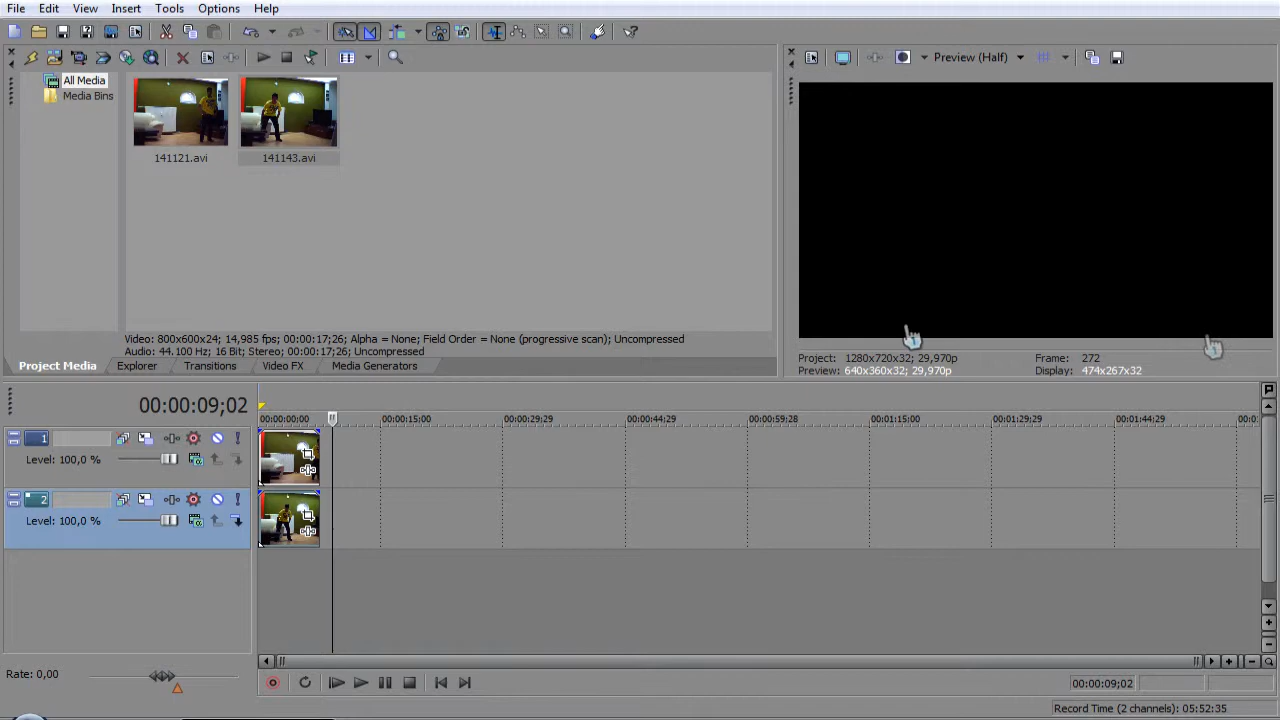 File Edit View Insert Tools Options Help
Preview (Half)
All Media
Media Bins
141121.avi 141143.avi
Video: 800x600x24; 14,985 fps; 00:00:17;26; Alpha = None; Field Order = None (progressive scan); Uncompressed
Audio: 44.100 Hz; 16 Bit; Stereo; 00:00:17;26; Uncompressed
Project Media Explorer Transitions Video FX Media Generators
Project: 1280x720x32; 29,970p Frame: 272
Preview: 640x360x32; 29,970p Display: 474x267x32
00:00:09;02
00:00:00;00 00:00:15;00 00:00:29;29 00:00:44;29 00:00:59;28 00:01:15;00 00:01:29;29 00:01:44;29
1
Level: 100,0 %
2
Level: 100,0 %
Rate: 0,00
00:00:09;02
Record Time (2 channels): 05:52:35